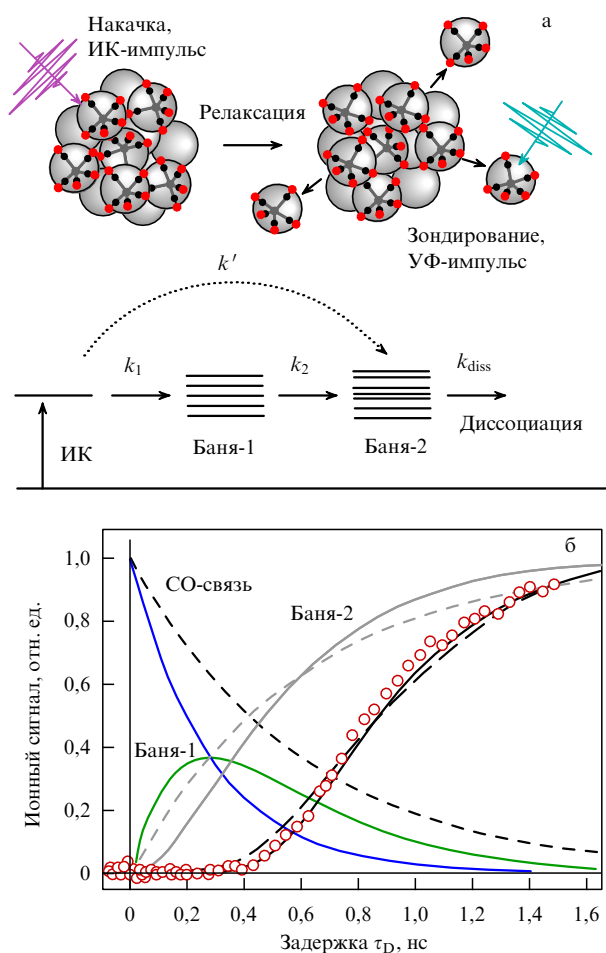 Накачка,
ИК-импульс
а
Релаксация
Зондирование,
УФ-импульс
k′
k1
k2
kdiss
ИК
Баня-1
Баня-2
Диссоциация
б
1,0
СО-связь
Баня-2
0,8
0,6
0,4
Баня-1
0,2
0
Ионный сигнал, отн. ед.
0 0,2 0,4 0,6 0,8 1,0 1,2 1,4 1,6
Задержка τD, нс